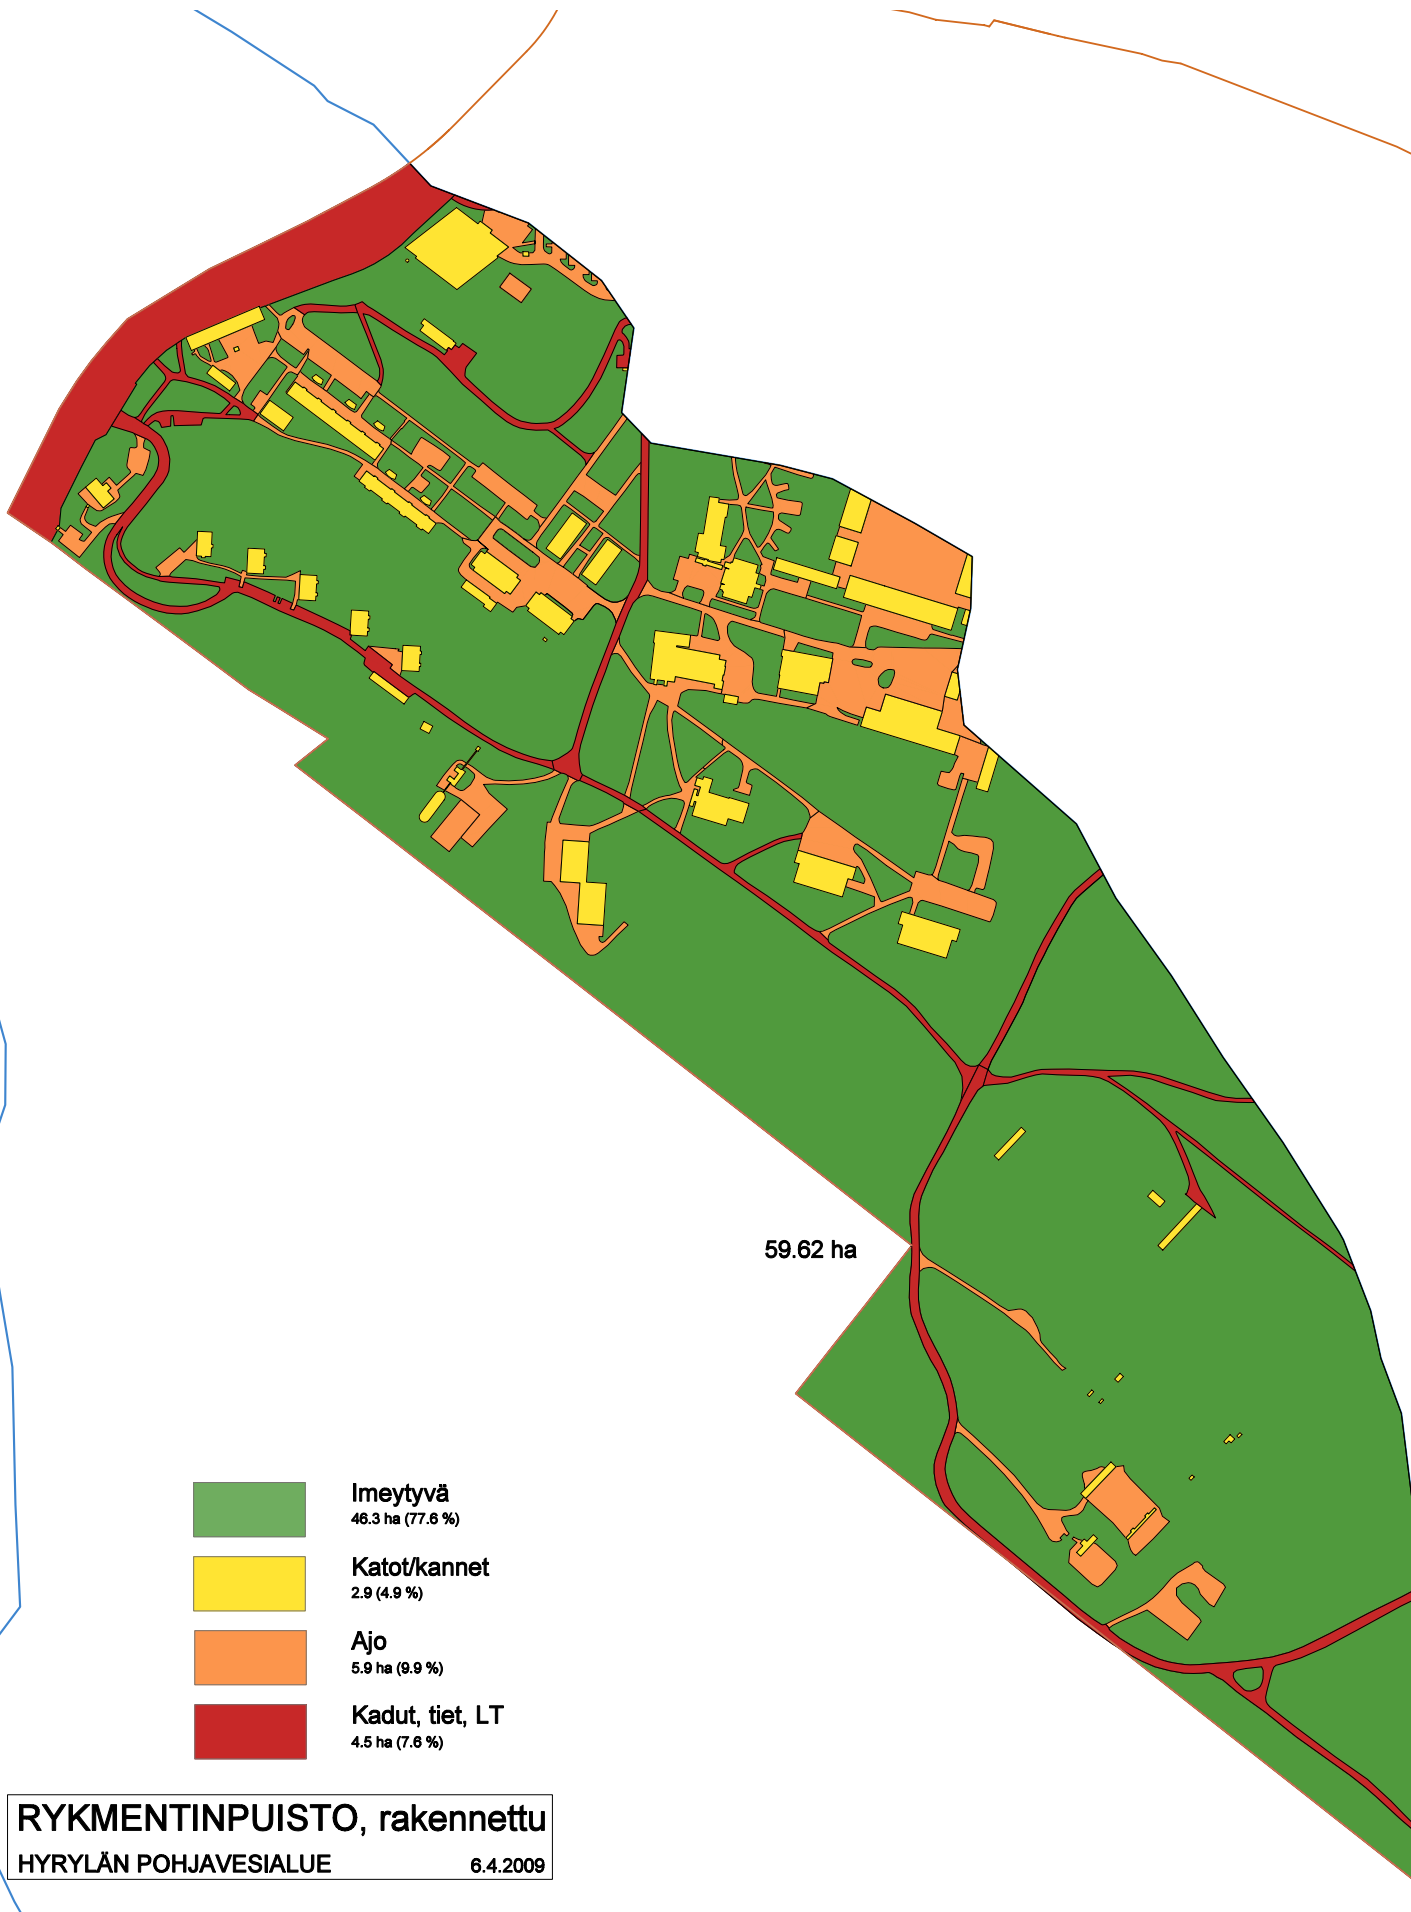 59.62 ha
Imeytyvä
46.3 ha (77.6 %)
Katot/kannet
2.9 (4.9 %)
Ajo
5.9 ha (9.9 %)
Kadut, tiet, LT
4.5 ha (7.6 %)
RYKMENTINPUISTO, rakennettu
HYRYLÄN POHJAVESIALUE 6.4.2009